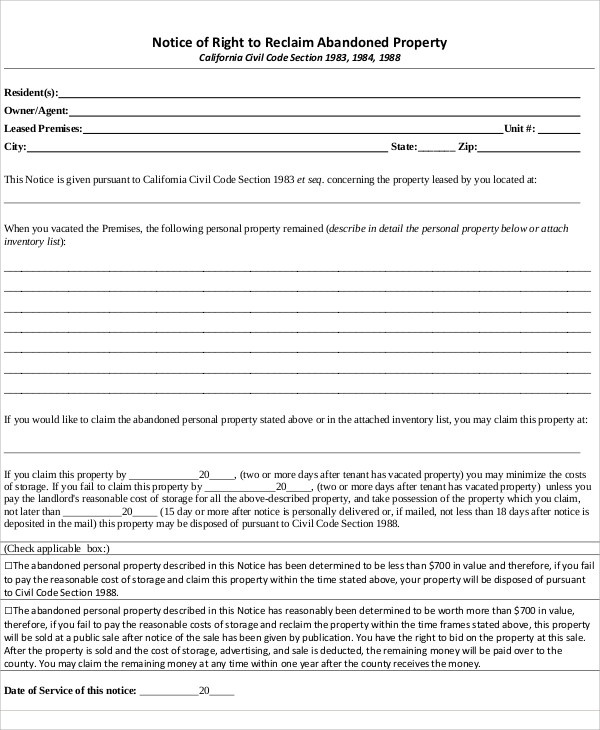 Notice of Right to Reclaim Abandoned Property
California Civil Code Section 1983, 1984, 1988
Resident(s):
Owner/Agent:
Leased Premises: Unit #:
City: State: Zip:
This Notice is given pursuant to California Civil Code Section 1983 et seq. concerning the property leased by you located at:
When you vacated the Premises, the following personal property remained (describe in detail the personal property below or attach
inventory list):
If you would like to claim the abandoned personal property stated above or in the attached inventory list, you may claim this property at:
If you claim this property by _____________20_____, (two or more days after tenant has vacated property) you may minimize the costs
of storage. If you fail to claim this property by _____________20_____, (two or more days after tenant has vacated property) unless you
pay the landlord's reasonable cost of storage for all the above-described property, and take possession of the property which you claim,
not later than ___________20_____ (15 day or more after notice is personally delivered or, if mailed, not less than 18 days after notice is
deposited in the mail) this property may be disposed of pursuant to Civil Code Section 1988.
(Check applicable box:)
☐The abandoned personal property described in this Notice has been determined to be less than $700 in value and therefore, if you fail
to pay the reasonable cost of storage and claim this property within the time stated above, your property will be disposed of pursuant
to Civil Code Section 1988.
☐The abandoned personal property described in this Notice has reasonably been determined to be worth more than $700 in value,
therefore, if you fail to pay the reasonable costs of storage and reclaim the property within the time frames stated above, this property
will be sold at a public sale after notice of the sale has been given by publication. You have the right to bid on the property at this sale.
After the property is sold and the cost of storage, advertising, and sale is deducted, the remaining money will be paid over to the
county. You may claim the remaining money at any time within one year after the county receives the money.
Date of Service of this notice: ___________20_____